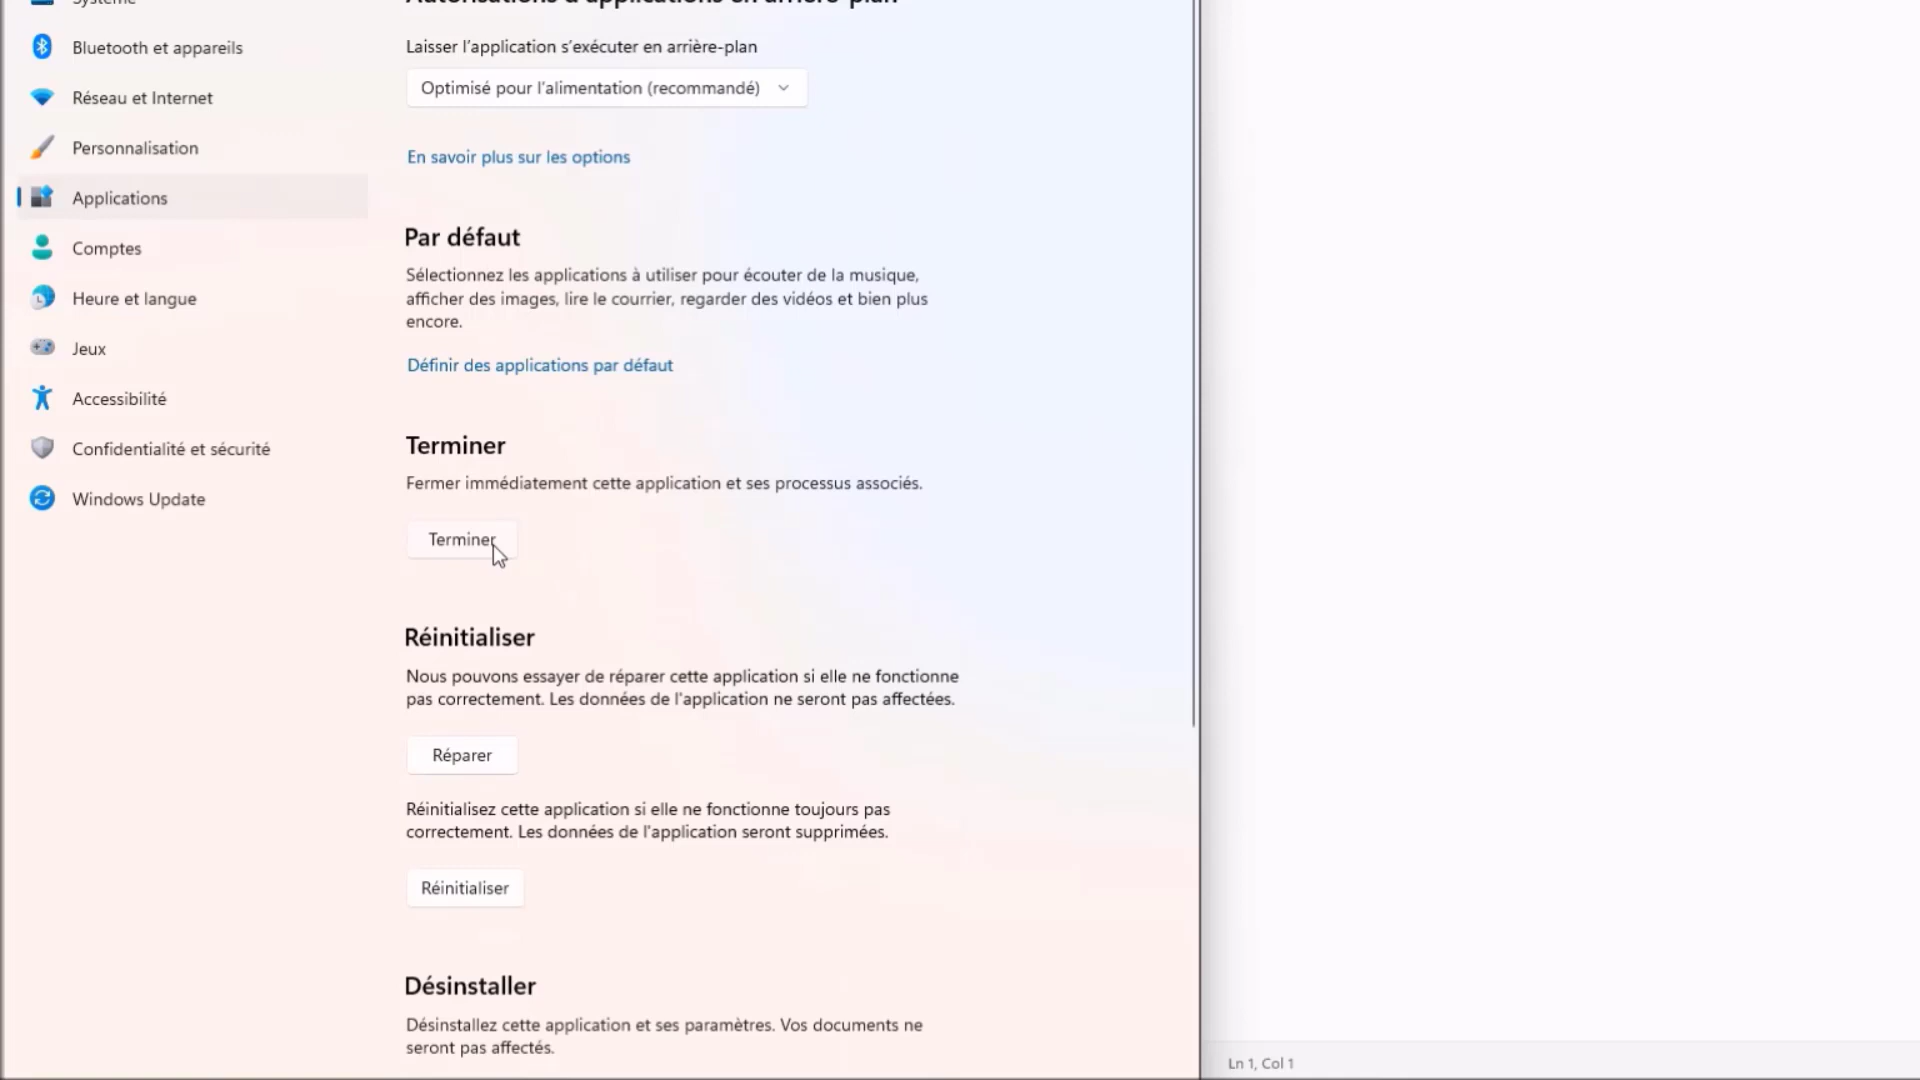 Système
Bluetooth et appareils
Réseau et Internet
Personnalisation
Applications
Comptes
Heure et langue
Jeux
Accessibilité
Confidentialité et sécurité
Windows Update
Autorisations d'applications en arrière-plan
Laisser l'application s'exécuter en arrière-plan
Optimisé pour l'alimentation (recommandé)
En savoir plus sur les options
Par défaut
Sélectionnez les applications à utiliser pour écouter de la musique,
afficher des images, lire le courrier, regarder des vidéos et bien plus
encore.
Définir des applications par défaut
Terminer
Fermer immédiatement cette application et ses processus associés.
Terminer
Réinitialiser
Nous pouvons essayer de réparer cette application si elle ne fonctionne
pas correctement. Les données de l'application ne seront pas affectées.
Réparer
Réinitialisez cette application si elle ne fonctionne toujours pas
correctement. Les données de l'application seront supprimées.
Réinitialiser
Désinstaller
Désinstallez cette application et ses paramètres. Vos documents ne
seront pas affectés.
Ln 1, Col 1